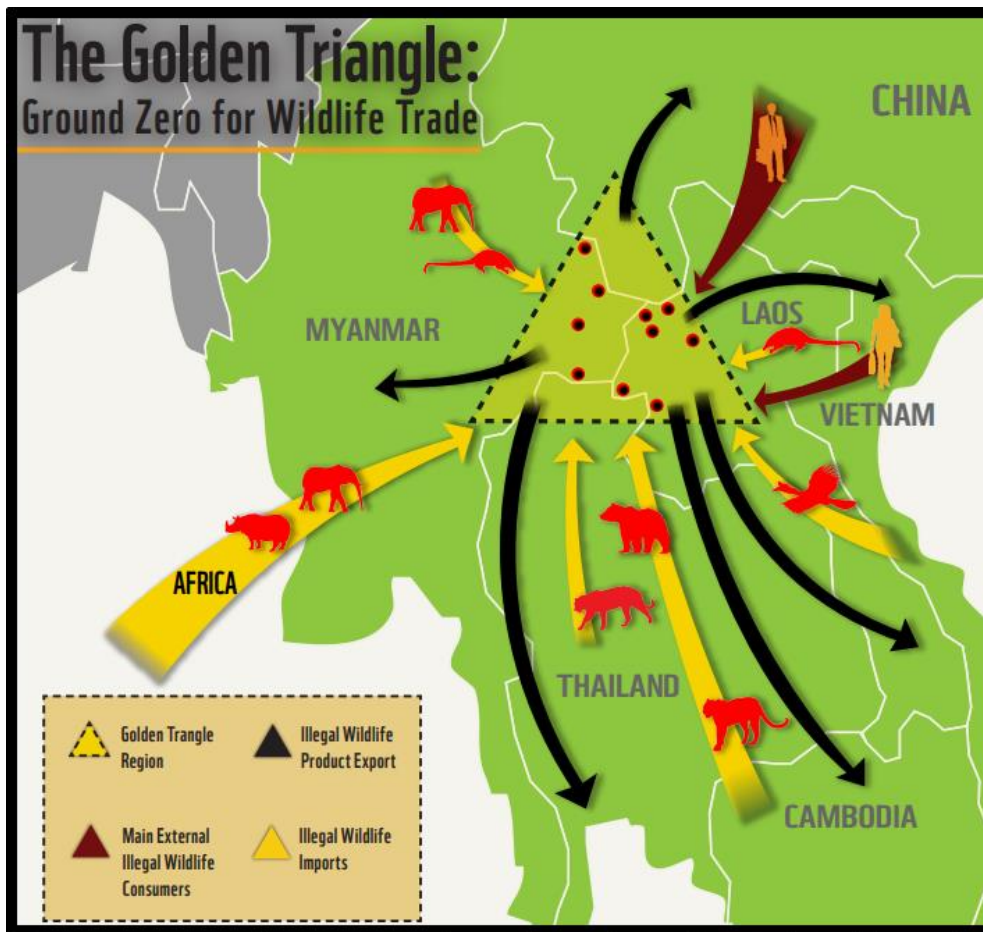 The Golden Triangle:
Ground Zero for Wildlife Trade
CHINA
MYANMAR
LAOS
VIETNAM
AFRICA
THAILAND
CAMBODIA
Golden Trangle
Region
Illegal Wildlife
Product Export
Main External
Illegal Wildlife
Consumers
Illegal Wildlife
Imports